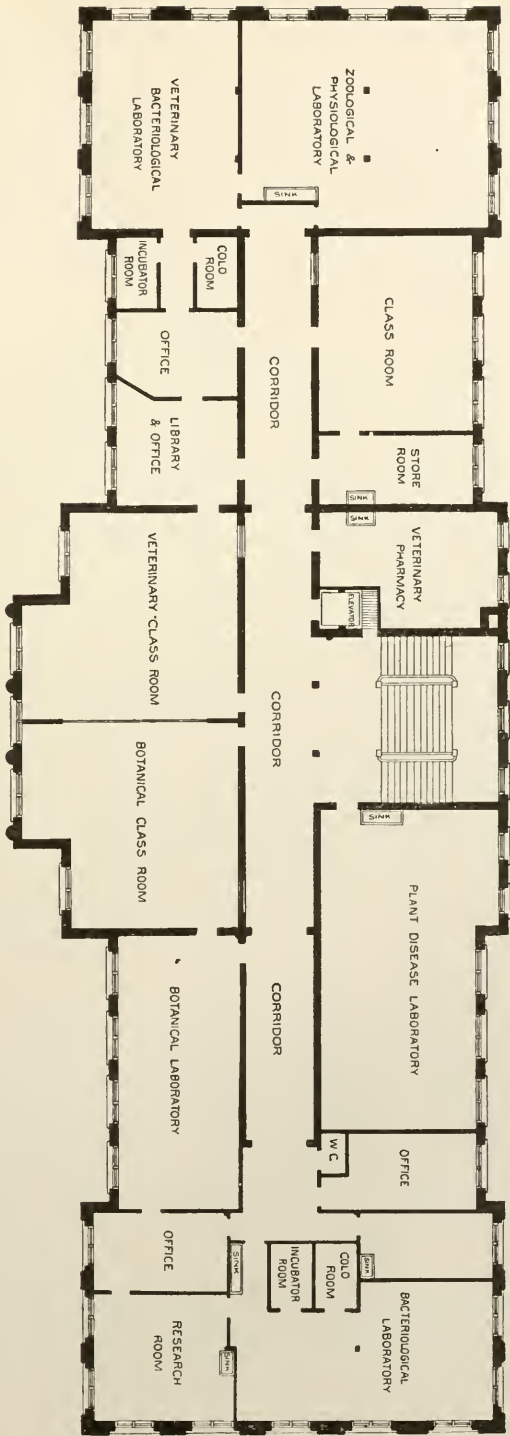 ZOOLOGICAL &
PHYSIOLOGICAL
LABORATORY
SINK
VETERINARY
BACTERIOLOGICAL
LABORATORY
COLD
ROOM
INCUBATOR
ROOM
OFFICE
LIBRARY
& OFFICE
CORRIDOR
CLASS ROOM
STORE
ROOM
SINK
SINK
VETERINARY
PHARMACY
ELEVATOR
VETERINARY CLASS ROOM
CORRIDOR
BOTANICAL CLASS ROOM
SINK
PLANT DISEASE LABORATORY
CORRIDOR
BOTANICAL LABORATORY
W C
OFFICE
OFFICE
SINK
INCUBATOR
ROOM
COLD
ROOM
SINK
BACTERIOLOGICAL
LABORATORY
RESEARCH
ROOM
SINK